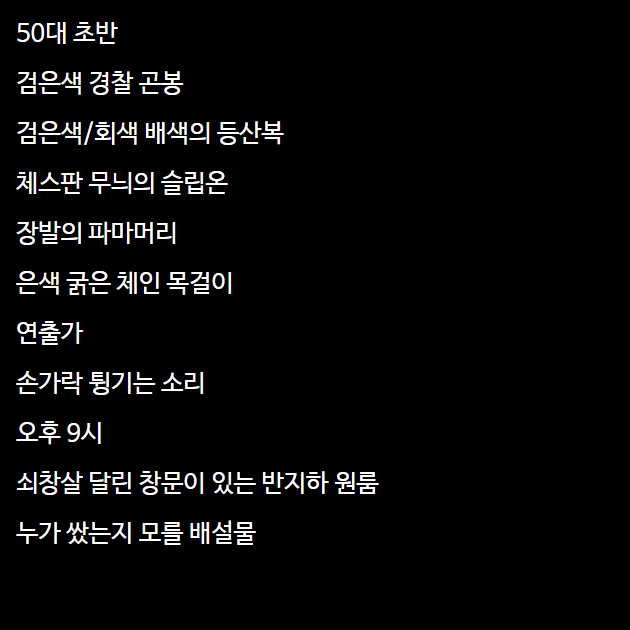 50대 초반
검은색 경찰 곤봉
검은색/회색 배색의 등산복
체스판 무늬의 슬립온
장발의 파마머리
은색 굵은 체인 목걸이
연출가
손가락 튕기는 소리
오후 9시
쇠창살 달린 창문이 있는 반지하 원룸
누가 쌌는지 모를 배설물